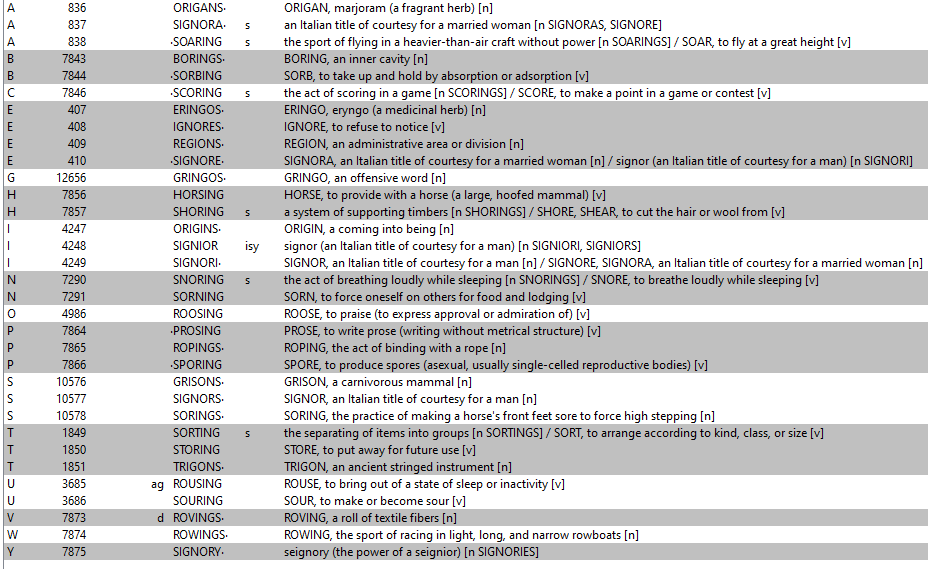 A 836 ORIGANS· ORIGAN, marjoram (a fragrant herb) [n]
A 837 SIGNORA· s an Italian title of courtesy for a married woman [n SIGNORAS, SIGNORE]
A 838 ·SOARING s the sport of flying in a heavier-than-air craft without power [n SOARINGS] / SOAR, to fly at a great height [v]
B 7843 BORINGS· BORING, an inner cavity [n]
B 7844 ·SORBING SORB, to take up and hold by absorption or adsorption [v]
C 7846 ·SCORING s the act of scoring in a game [n SCORINGS] / SCORE, to make a point in a game or contest [v]
E 407 ERINGOS· ERINGO, eryngo (a medicinal herb) [n]
E 408 IGNORES· IGNORE, to refuse to notice [v]
E 409 REGIONS· REGION, an administrative area or division [n]
E 410 ·SIGNORE· SIGNORA, an Italian title of courtesy for a married woman [n] / signor (an Italian title of courtesy for a man) [n SIGNORI]
G 12656 GRINGOS· GRINGO, an offensive word [n]
H 7856 HORSING HORSE, to provide with a horse (a large, hoofed mammal) [v]
H 7857 SHORING s a system of supporting timbers [n SHORINGS] / SHORE, SHEAR, to cut the hair or wool from [v]
I 4247 ORIGINS· ORIGIN, a coming into being [n]
I 4248 SIGNIOR isy signor (an Italian title of courtesy for a man) [n SIGNIORI, SIGNIORS]
I 4249 SIGNORI· SIGNOR, an Italian title of courtesy for a man [n] / SIGNORE, SIGNORA, an Italian title of courtesy for a married woman [n]
N 7290 SNORING s the act of breathing loudly while sleeping [n SNORINGS] / SNORE, to breathe loudly while sleeping [v]
N 7291 SORNING SORN, to force oneself on others for food and lodging [v]
O 4986 ROOSING ROOSE, to praise (to express approval or admiration of) [v]
P 7864 ·PROSING PROSE, to write prose (writing without metrical structure) [v]
P 7865 ROPINGS· ROPING, the act of binding with a rope [n]
P 7866 ·SPORING SPORE, to produce spores (asexual, usually single-celled reproductive bodies) [v]
S 10576 GRISONS· GRISON, a carnivorous mammal [n]
S 10577 SIGNORS· SIGNOR, an Italian title of courtesy for a man [n]
S 10578 SORINGS· SORING, the practice of making a horse's front feet sore to force high stepping [n]
T 1849 SORTING s the separating of items into groups [n SORTINGS] / SORT, to arrange according to kind, class, or size [v]
T 1850 STORING STORE, to put away for future use [v]
T 1851 TRIGONS· TRIGON, an ancient stringed instrument [n]
U 3685 ag ROUSING ROUSE, to bring out of a state of sleep or inactivity [v]
U 3686 SOURING SOUR, to make or become sour [v]
V 7873 d ROVINGS· ROVING, a roll of textile fibers [n]
W 7874 ROWINGS· ROWING, the sport of racing in light, long, and narrow rowboats [n]
Y 7875 SIGNORY· seignory (the power of a seignior) [n SIGNORIES]